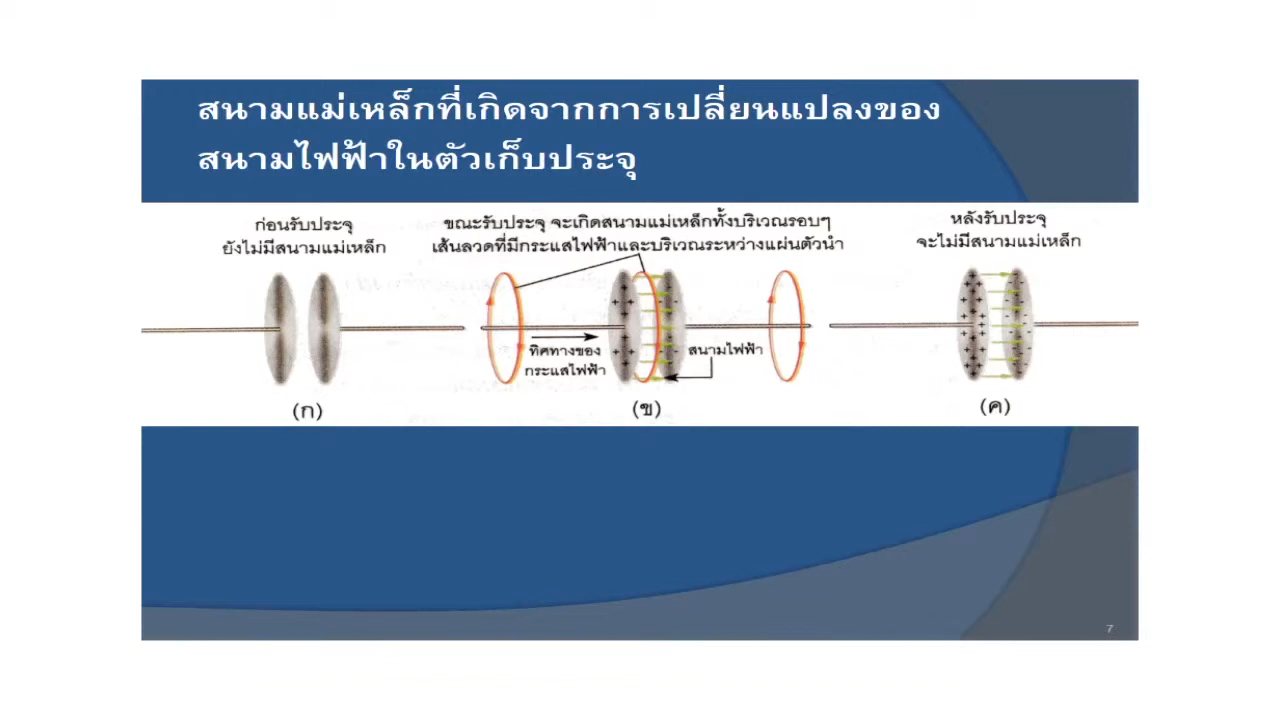 สนามแม่เหล็กที่เกิดจากการเปลี่ยนแปลงของ
สนามไฟฟ้าในตัวเก็บประจุ
ก่อนรับประจุ
ยังไม่มีสนามแม่เหล็ก
ขณะรับประจุ จะเกิดสนามแม่เหล็กทั้งบริเวณรอบๆ
เส้นลวดที่มีกระแสไฟฟ้าและบริเวณระหว่างแผ่นตัวนำ
หลังรับประจุ
จะไม่มีสนามแม่เหล็ก
ทิศทางของ
กระแสไฟฟ้า
สนามไฟฟ้า
(ก)
(ข)
(ค)
7